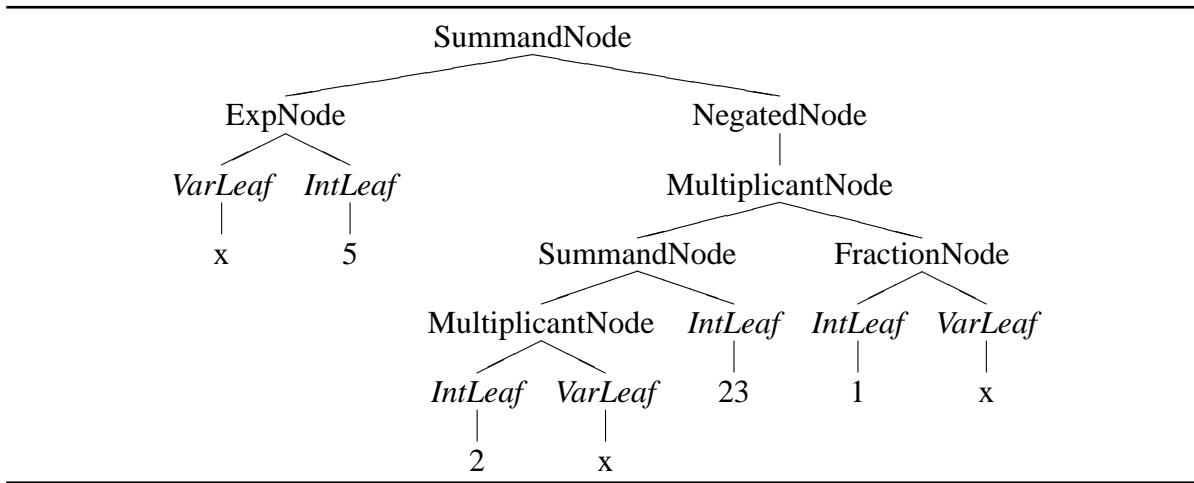 SummandNode
ExpNode NegatedNode
VarLeaf IntLeaf MultiplicantNode
x 5 SummandNode FractionNode
MultiplicantNode IntLeaf IntLeaf VarLeaf
IntLeaf VarLeaf 23 1 x
2 x